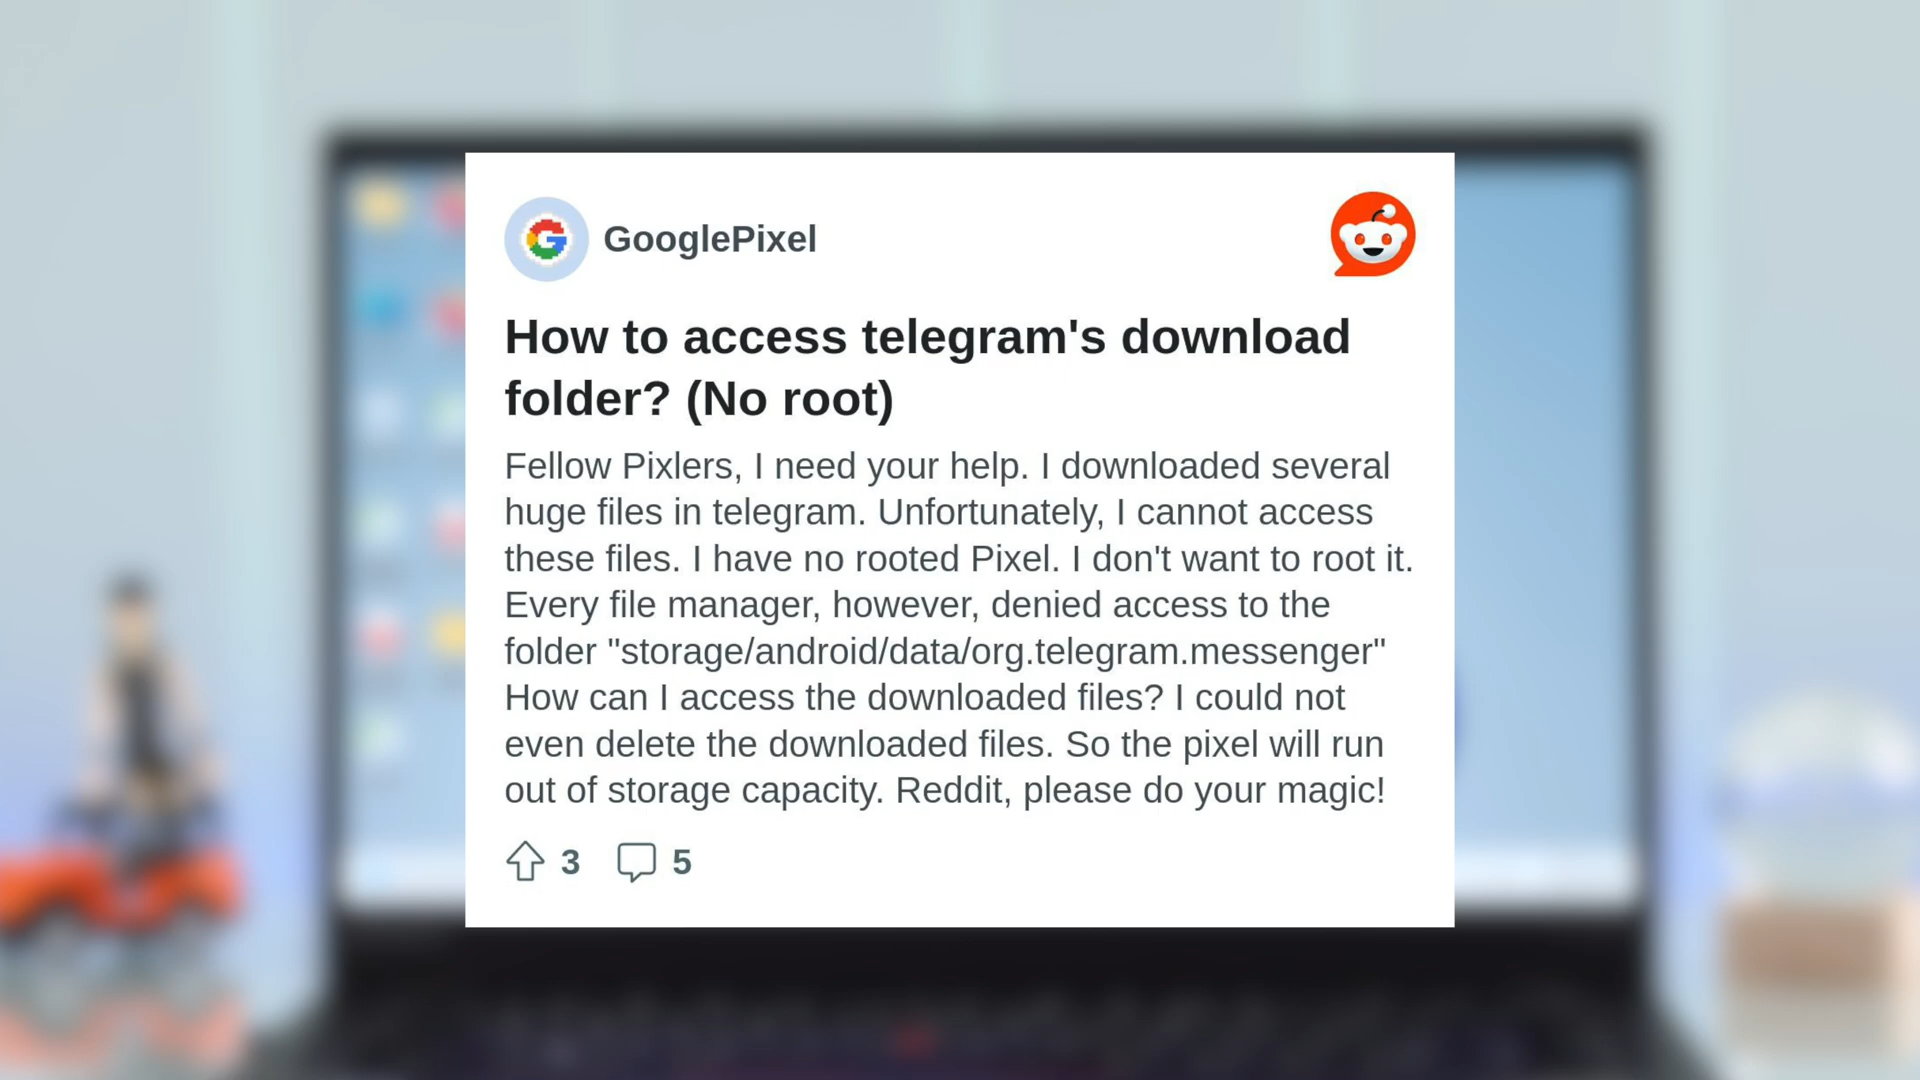 GooglePixel
How to access telegram's download
folder? (No root)
Fellow Pixlers, I need your help. I downloaded several
huge files in telegram. Unfortunately, I cannot access
these files. I have no rooted Pixel. I don't want to root it.
Every file manager, however, denied access to the
folder "storage/android/data/org.telegram.messenger"
How can I access the downloaded files? I could not
even delete the downloaded files. So the pixel will run
out of storage capacity. Reddit, please do your magic!
3 5